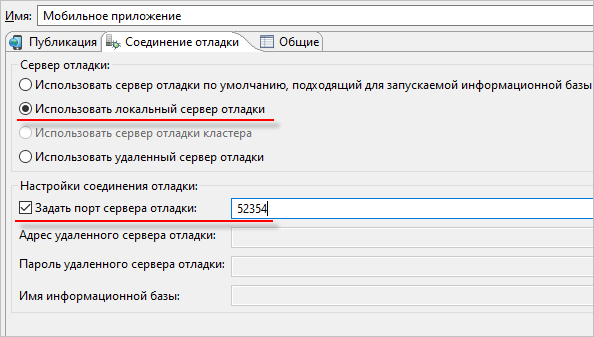 Имя: Мобильное приложение
Публикация Соединение отладки Общие
Сервер отладки:
Использовать сервер отладки по умолчанию, подходящий для запускаемой информационной базы
Использовать локальный сервер отладки
Использовать сервер отладки кластера
Использовать удаленный сервер отладки
Настройки соединения отладки:
Задать порт сервера отладки: 52354
Адрес удаленного сервера отладки:
Пароль удаленного сервера отладки:
Имя информационной базы: